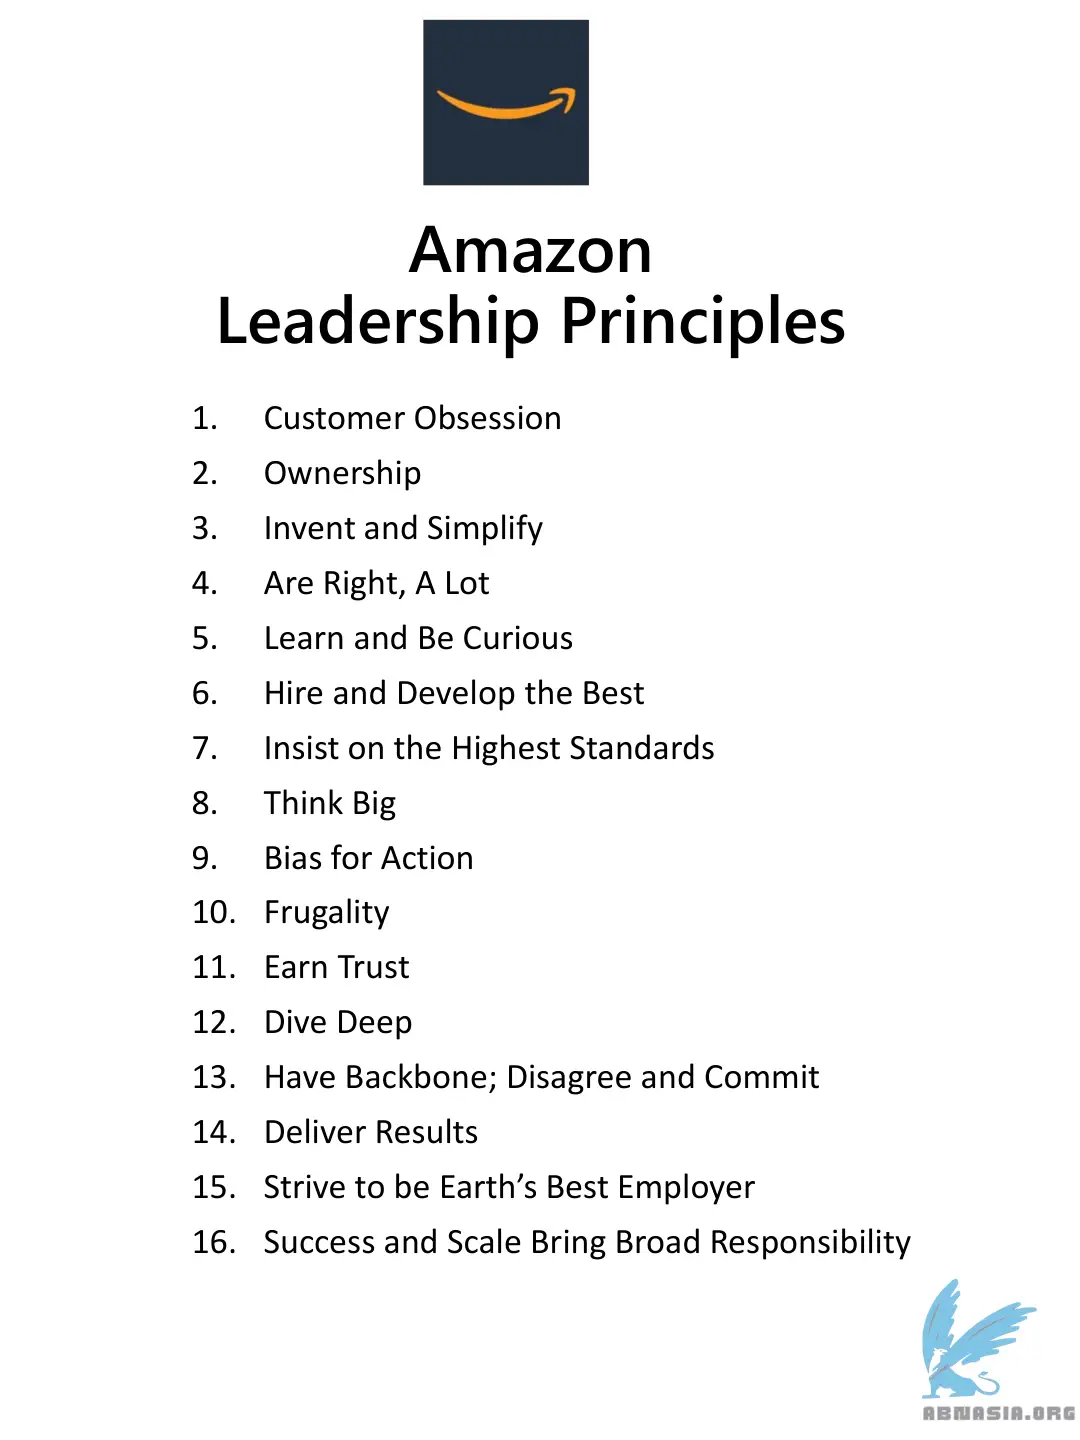 Amazon
Leadership Principles
1. Customer Obsession
2. Ownership
3. Invent and Simplify
4. Are Right, A Lot
5. Learn and Be Curious
6. Hire and Develop the Best
7. Insist on the Highest Standards
8. Think Big
9. Bias for Action
10. Frugality
11. Earn Trust
12. Dive Deep
13. Have Backbone; Disagree and Commit
14. Deliver Results
15. Strive to be Earth’s Best Employer
16. Success and Scale Bring Broad Responsibility
ABNASIA.ORG